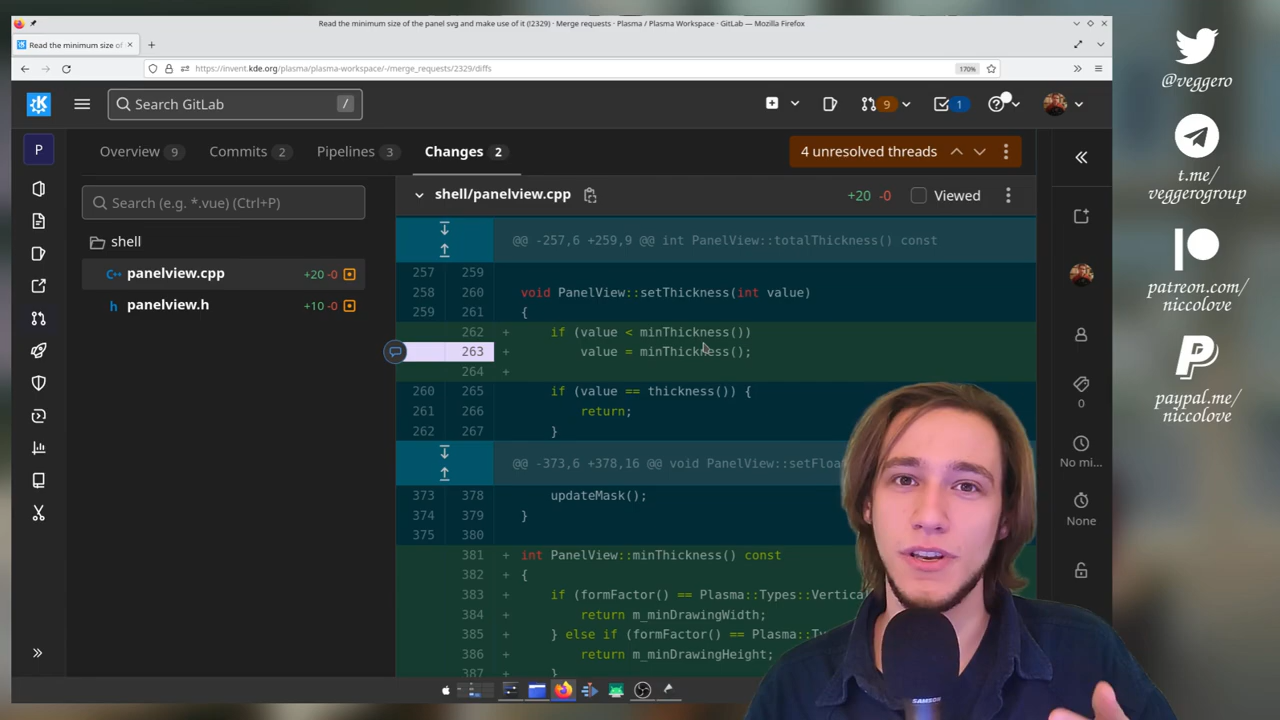 Read the minimum size of the panel svg and make use of it (!2329) · Merge requests · Plasma / Plasma Workspace · GitLab — Mozilla Firefox
Read the minimum size of
https://invent.kde.org/plasma/plasma-workspace/-/merge_requests/2329/diffs
170%
Search GitLab
/
9
1
P
Overview 9
Commits 2
Pipelines 3
Changes 2
4 unresolved threads
Search (e.g. *.vue) (Ctrl+P)
shell
panelview.cpp
+20 -0
panelview.h
+10 -0
shell/panelview.cpp
+20 -0
Viewed
@@ -257,6 +259,9 @@ int PanelView::totalThickness() const
257 259
258 260 void PanelView::setThickness(int value)
259 261 {
262 + if (value < minThickness())
263 + value = minThickness();
264 +
260 265 if (value == thickness()) {
261 266 return;
262 267 }
@@ -373,6 +378,16 @@ void PanelView::setFloa
373 378 updateMask();
374 379 }
375 380
381 + int PanelView::minThickness() const
382 + {
383 + if (formFactor() == Plasma::Types::Vertica
384 + return m_minDrawingWidth;
385 + } else if (formFactor() == Plasma::Ty
386 + return m_minDrawingHeight;
387 + }
0
No mi...
None
@veggero
t.me/
veggerogroup
patreon.com/
niccolove
paypal.me/
niccolove
SAMSON